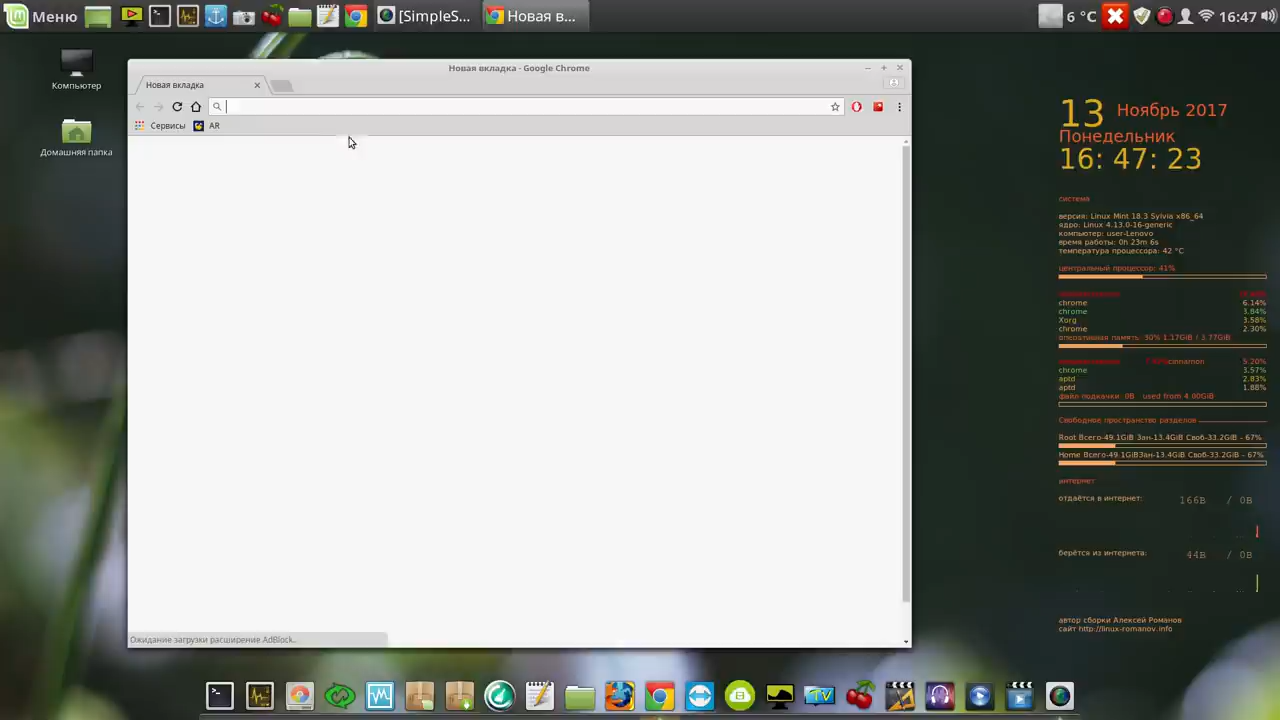 Меню
[SimpleS...
Новая в...
6 °C
16:47
Компьютер
Домашняя папка
Новая вкладка - Google Chrome
Новая вкладка
Сервисы
AR
Ожидание загрузки расширение AdBlock...
13 Ноябрь 2017
Понедельник
16: 47: 23
система
версия: Linux Mint 18.3 Sylvia x86_64
ядро: Linux 4.13.0-16-generic
компьютер: user-Lenovo
время работы: 0h 23m 6s
температура процессора: 42 °C
центральный процессор: 41%
chrome 6.14%
chrome 3.84%
Xorg 3.58%
chrome 2.30%
оперативная память: 30% 1.17GiB / 3.77GiB
cinnamon 5.20%
chrome 3.57%
aptd 2.83%
aptd 1.88%
файл подкачки: 0B used from 4.00GiB
Свободное пространство разделов
Root Всего-49.1GiB Зан-13.4GiB Своб-33.2GiB - 67%
Home Всего-49.1GiBЗан-13.4GiB Своб-33.2GiB - 67%
интернет
отдаётся в интернет: 166B / 0B
берётся из интернета: 44B / 0B
автор сборки Алексей Романов
сайт http://linux-romanov.info
TV